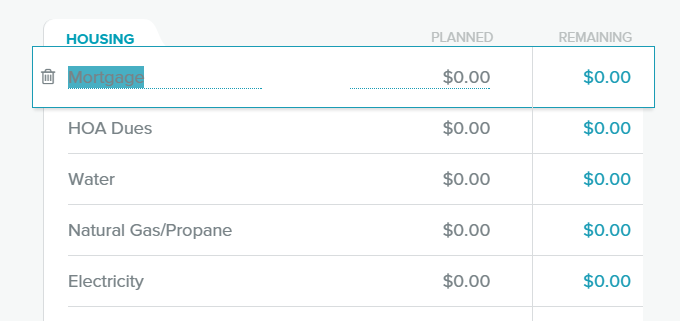 HOUSING PLANNED REMAINING
Mortgage $0.00 $0.00
HOA Dues $0.00 $0.00
Water $0.00 $0.00
Natural Gas/Propane $0.00 $0.00
Electricity $0.00 $0.00